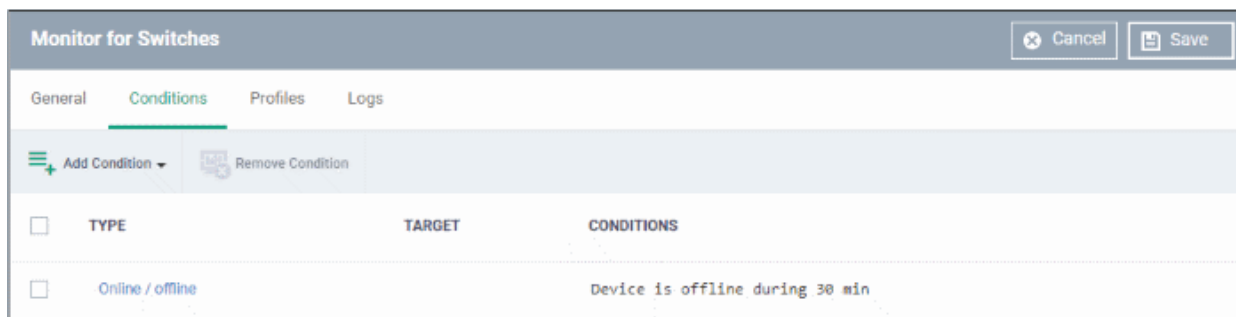 Monitor for Switches Cancel Save
General Conditions Profiles Logs
Add Condition Remove Condition
TYPE TARGET CONDITIONS
Online / offline Device is offline during 30 min